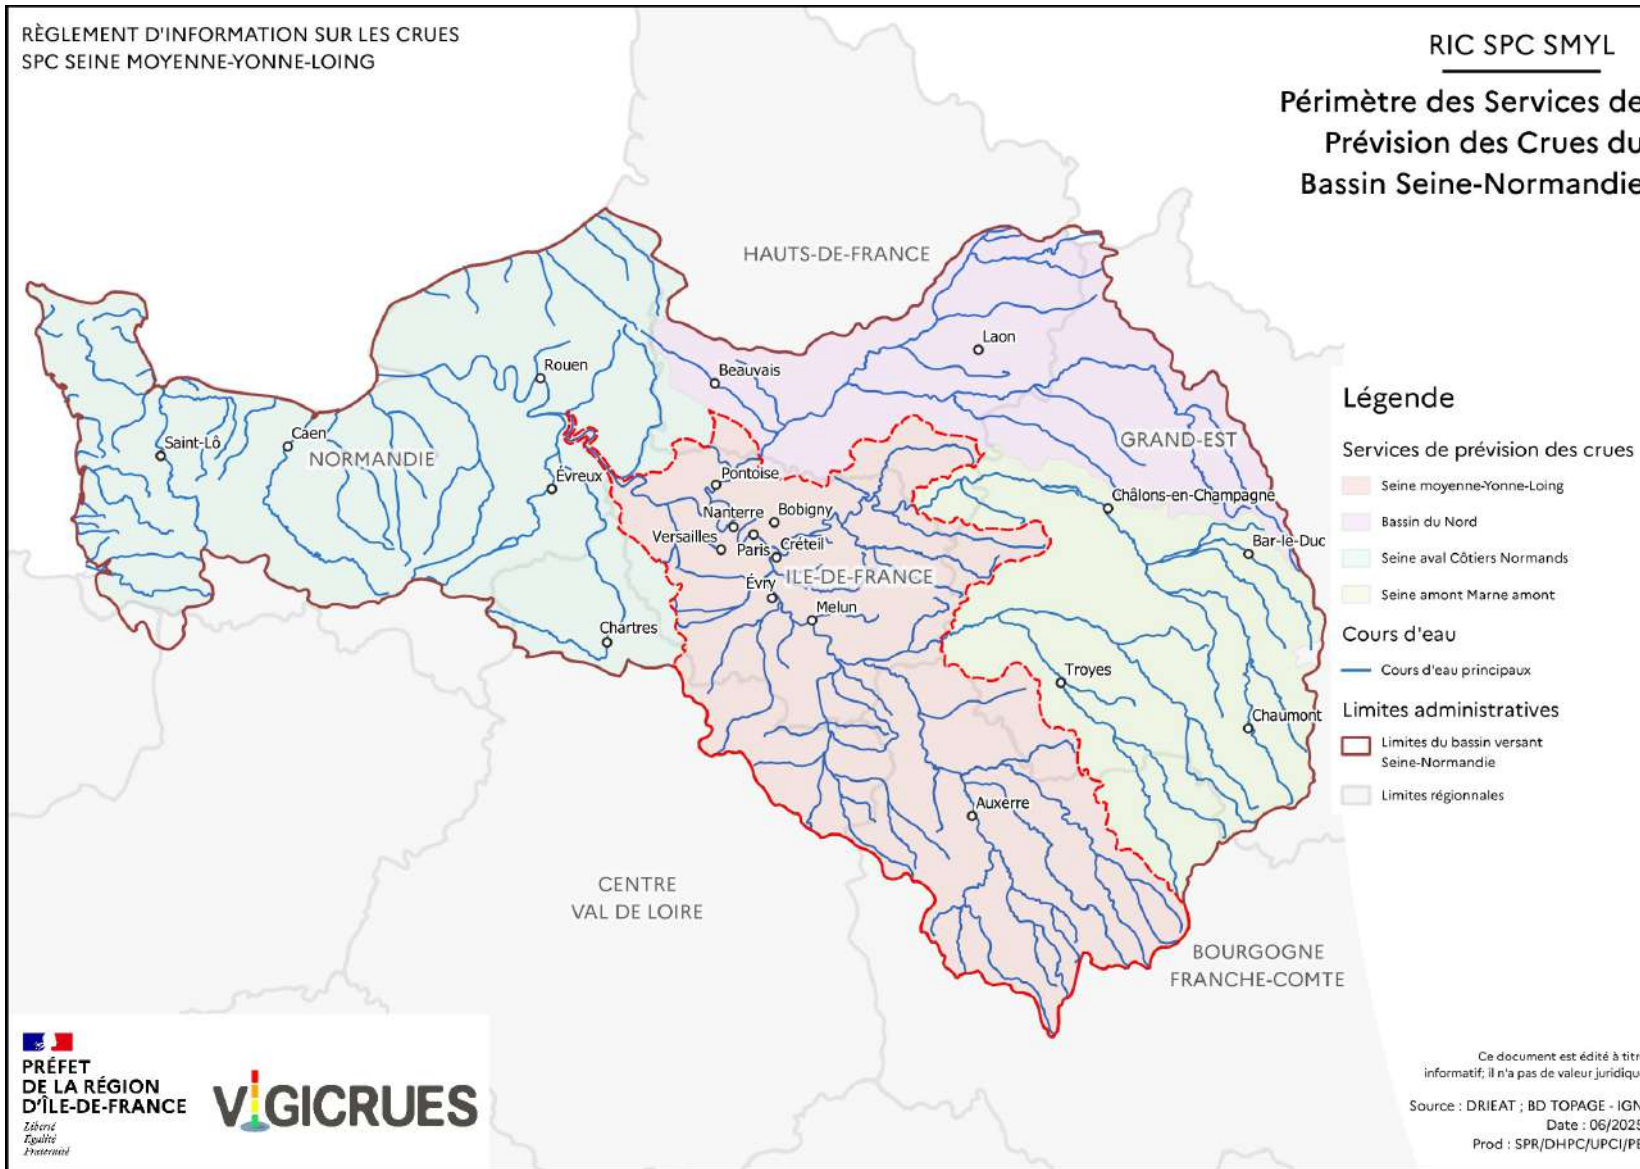 RÈGLEMENT D'INFORMATION SUR LES CRUES
SPC SEINE MOYENNE-YONNE-LOING
RIC SPC SMYL
Périmètre des Services de
Prévision des Crues du
Bassin Seine-Normandie
HAUTS-DE-FRANCE
Laon
Rouen
Beauvais
Saint-Lô
Caen
NORMANDIE
GRAND-EST
Évreux
Pontoise
Châlons-en-Champagne
Nanterre
Bobigny
Versailles
Paris
Créteil
Bar-le-Duc
Évry
ILE-DE-FRANCE
Melun
Chartres
Troyes
Chaumont
Auxerre
CENTRE
VAL DE LOIRE
BOURGOGNE
FRANCHE-COMTE
Légende
Services de prévision des crues
Seine moyenne-Yonne-Loing
Bassin du Nord
Seine aval Côtiers Normands
Seine amont Marne amont
Cours d'eau
Cours d'eau principaux
Limites administratives
Limites du bassin versant
Seine-Normandie
Limites régionnales
PRÉFET
DE LA RÉGION
D'ÎLE-DE-FRANCE
Liberté
Égalité
Fraternité
VIGICRUES
Ce document est édité à titr
informatif; il n'a pas de valeur juridiqu
Source : DRIEAT ; BD TOPAGE - IGN
Date : 06/2025
Prod : SPR/DHPC/UPCI/PE